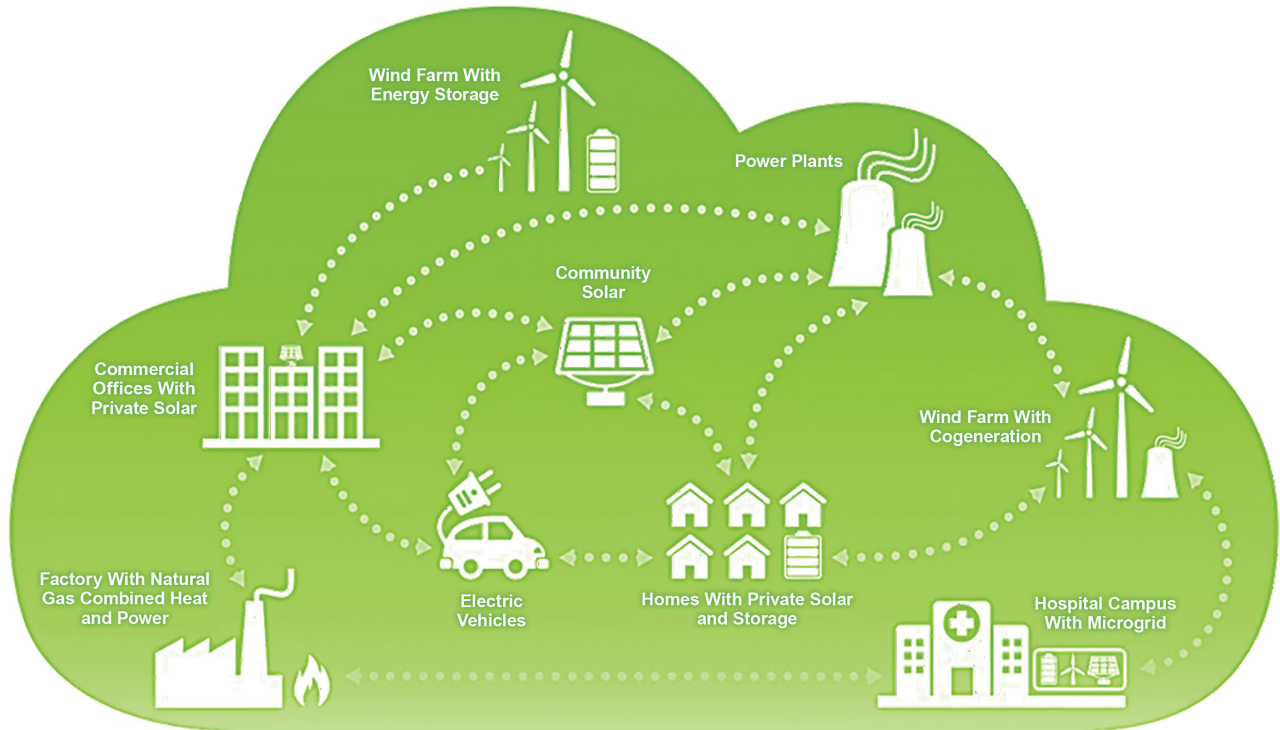 Wind Farm With
Energy Storage
Power Plants
Community
Solar
Commercial
Offices With
Private Solar
Wind Farm With
Cogeneration
Factory With Natural
Gas Combined Heat
and Power
Electric
Vehicles
Homes With Private Solar
and Storage
Hospital Campus
With Microgrid